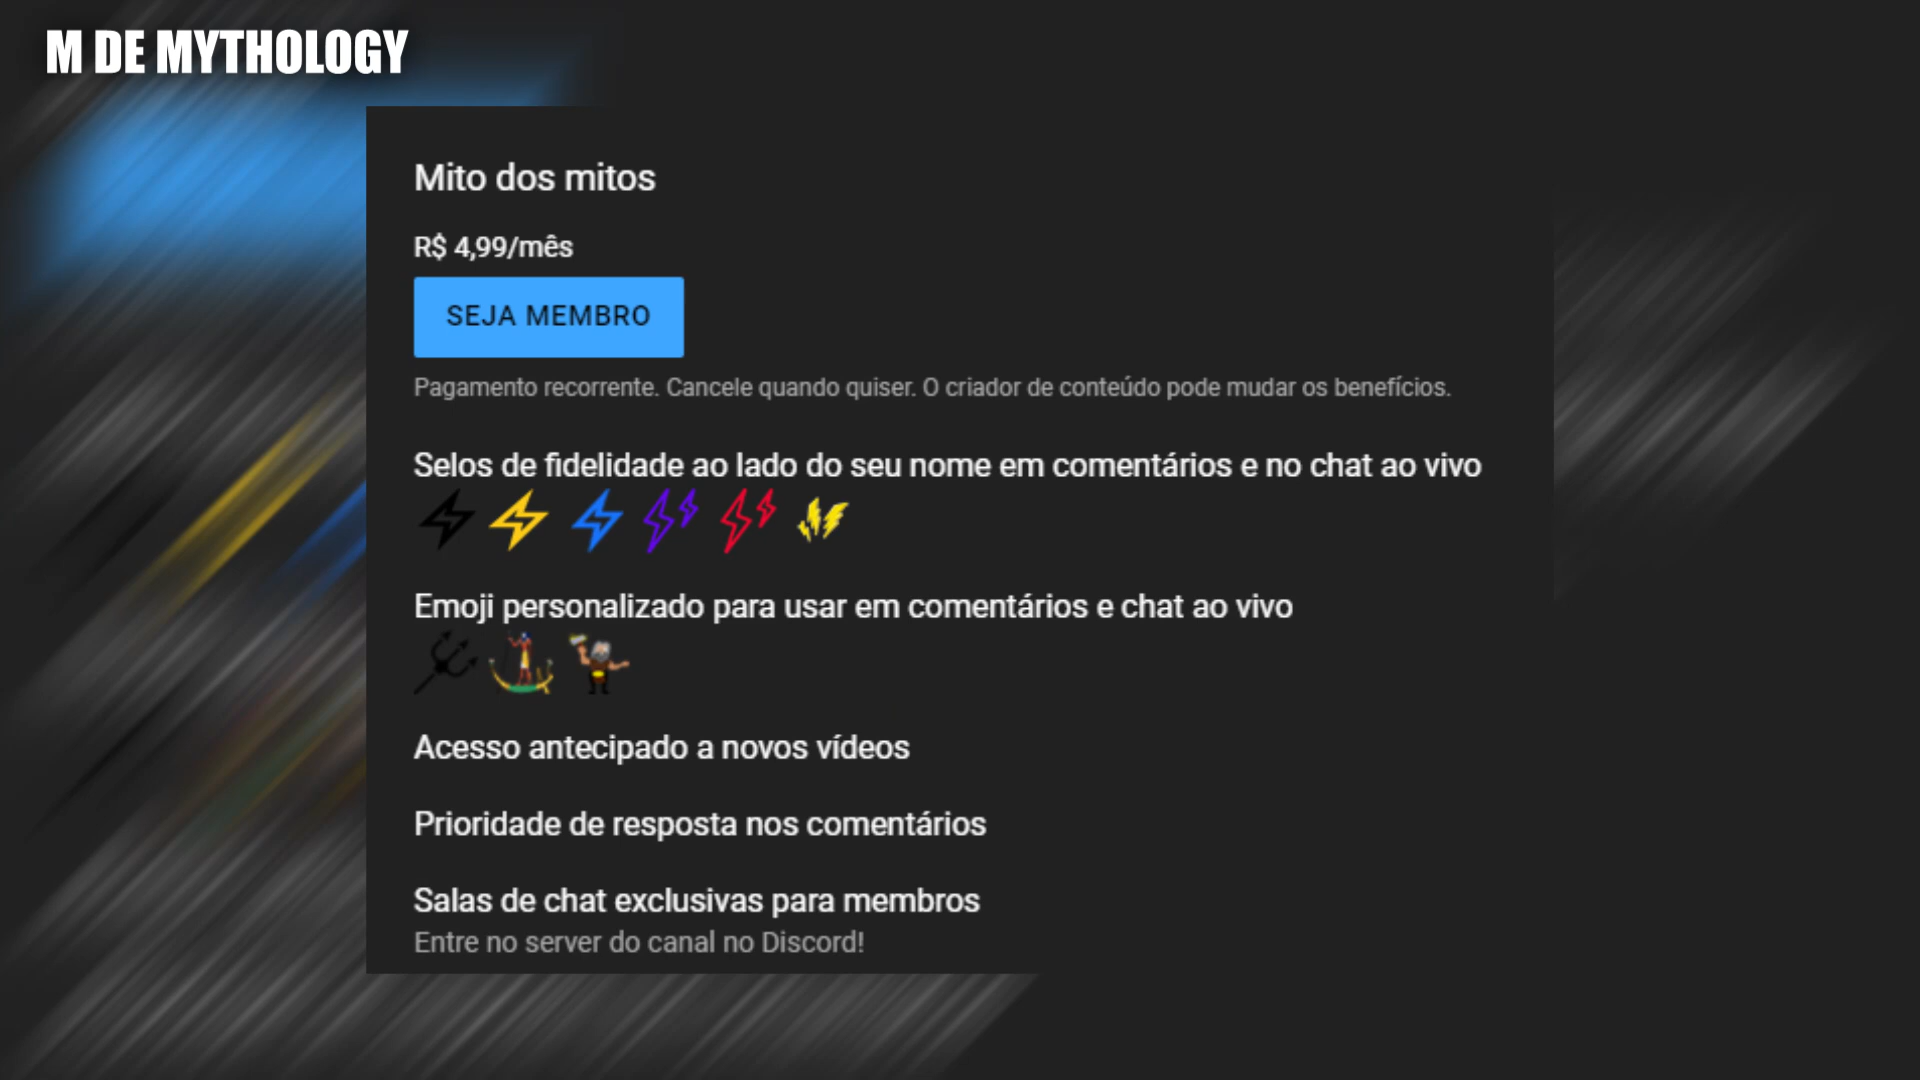 M DE MYTHOLOGY
Mito dos mitos
R$ 4,99/mês
SEJA MEMBRO
Pagamento recorrente. Cancele quando quiser. O criador de conteúdo pode mudar os benefícios.
Selos de fidelidade ao lado do seu nome em comentários e no chat ao vivo
Emoji personalizado para usar em comentários e chat ao vivo
Acesso antecipado a novos vídeos
Prioridade de resposta nos comentários
Salas de chat exclusivas para membros
Entre no server do canal no Discord!